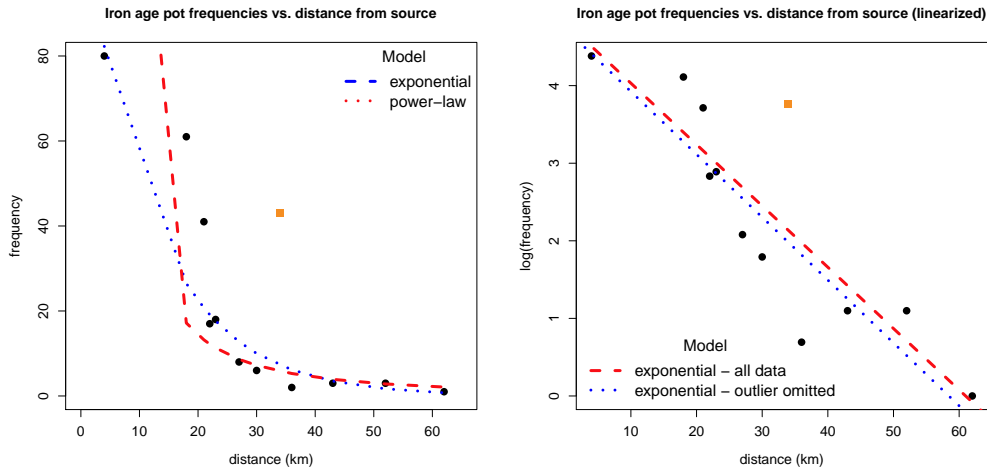 Iron age pot frequencies vs. distance from source
80
60
40
20
0
frequency
Model
exponential
power-law
0 10 20 30 40 50 60
distance (km)
Iron age pot frequencies vs. distance from source (linearized)
4
3
2
1
0
log(frequency)
Model
exponential - all data
exponential - outlier omitted
10 20 30 40 50 60
distance (km)